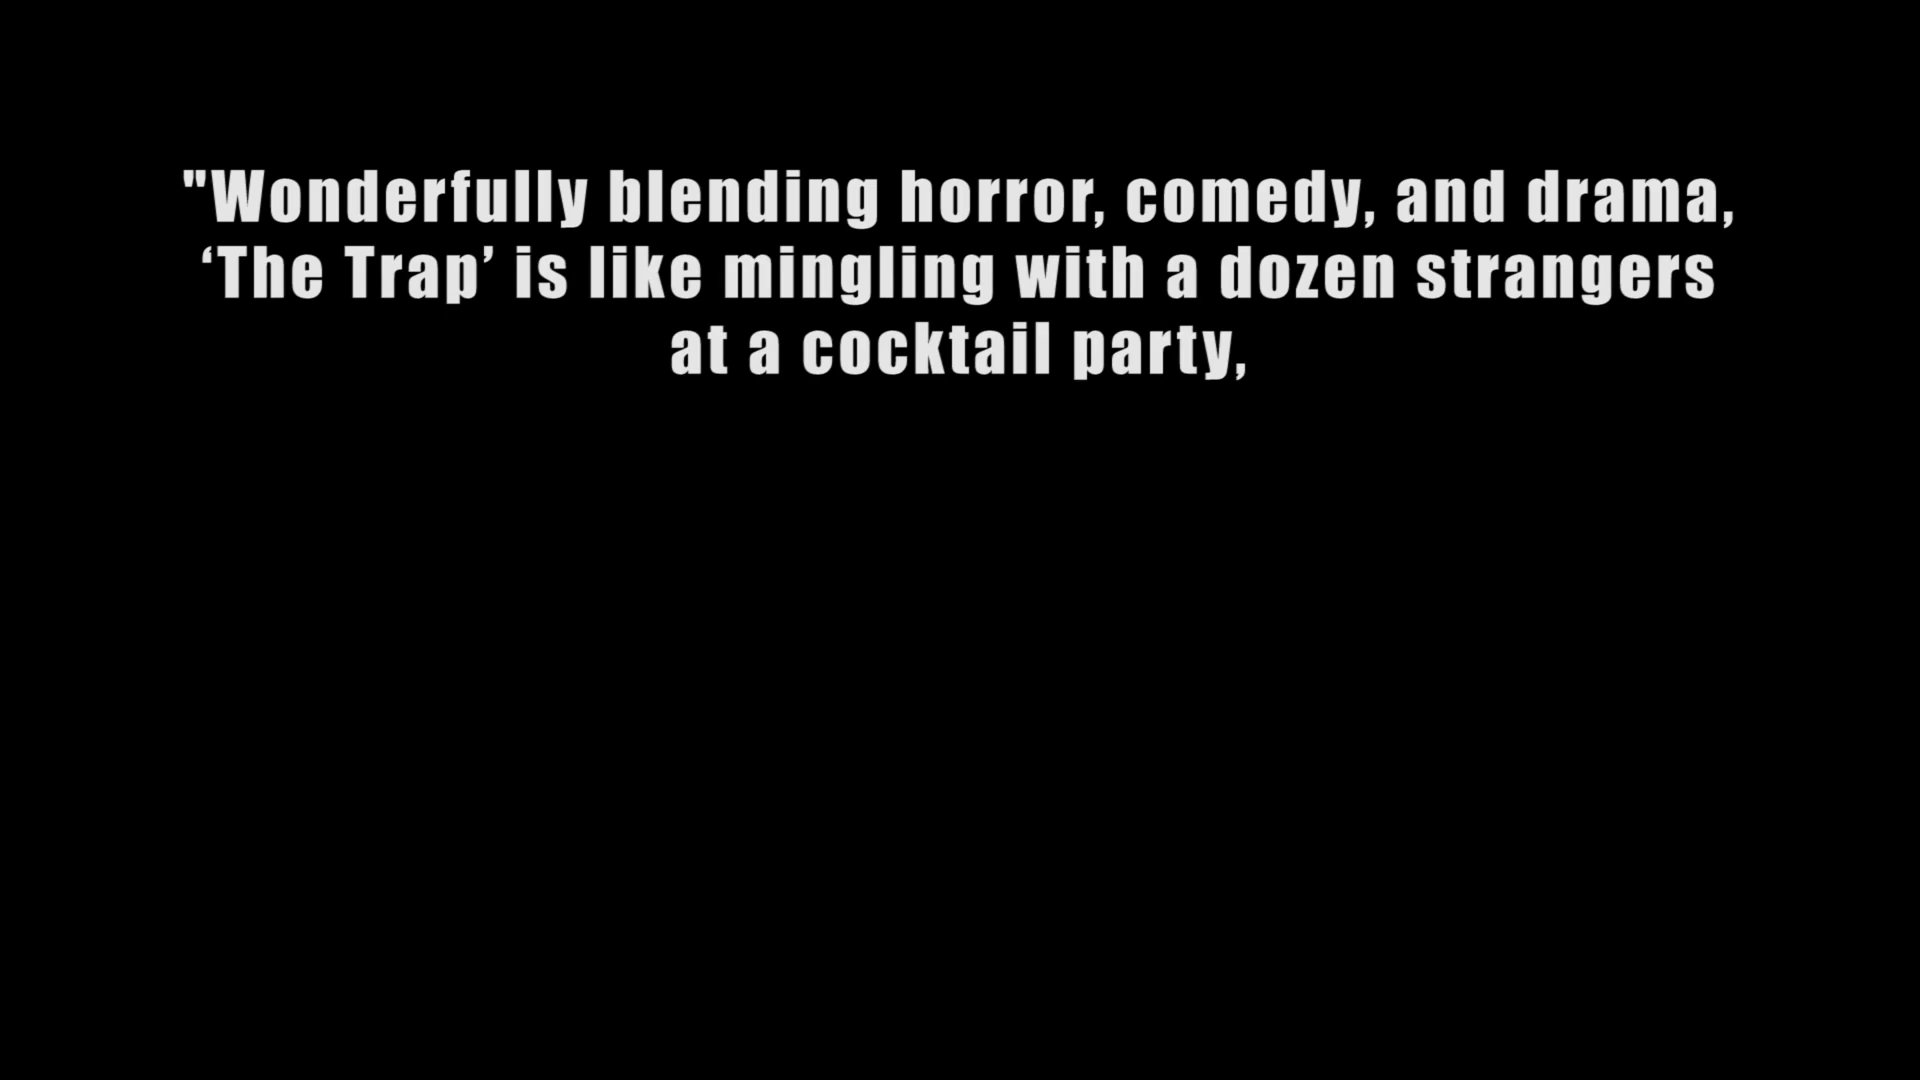 "Wonderfully blending horror, comedy, and drama,
‘The Trap’ is like mingling with a dozen strangers
at a cocktail party,